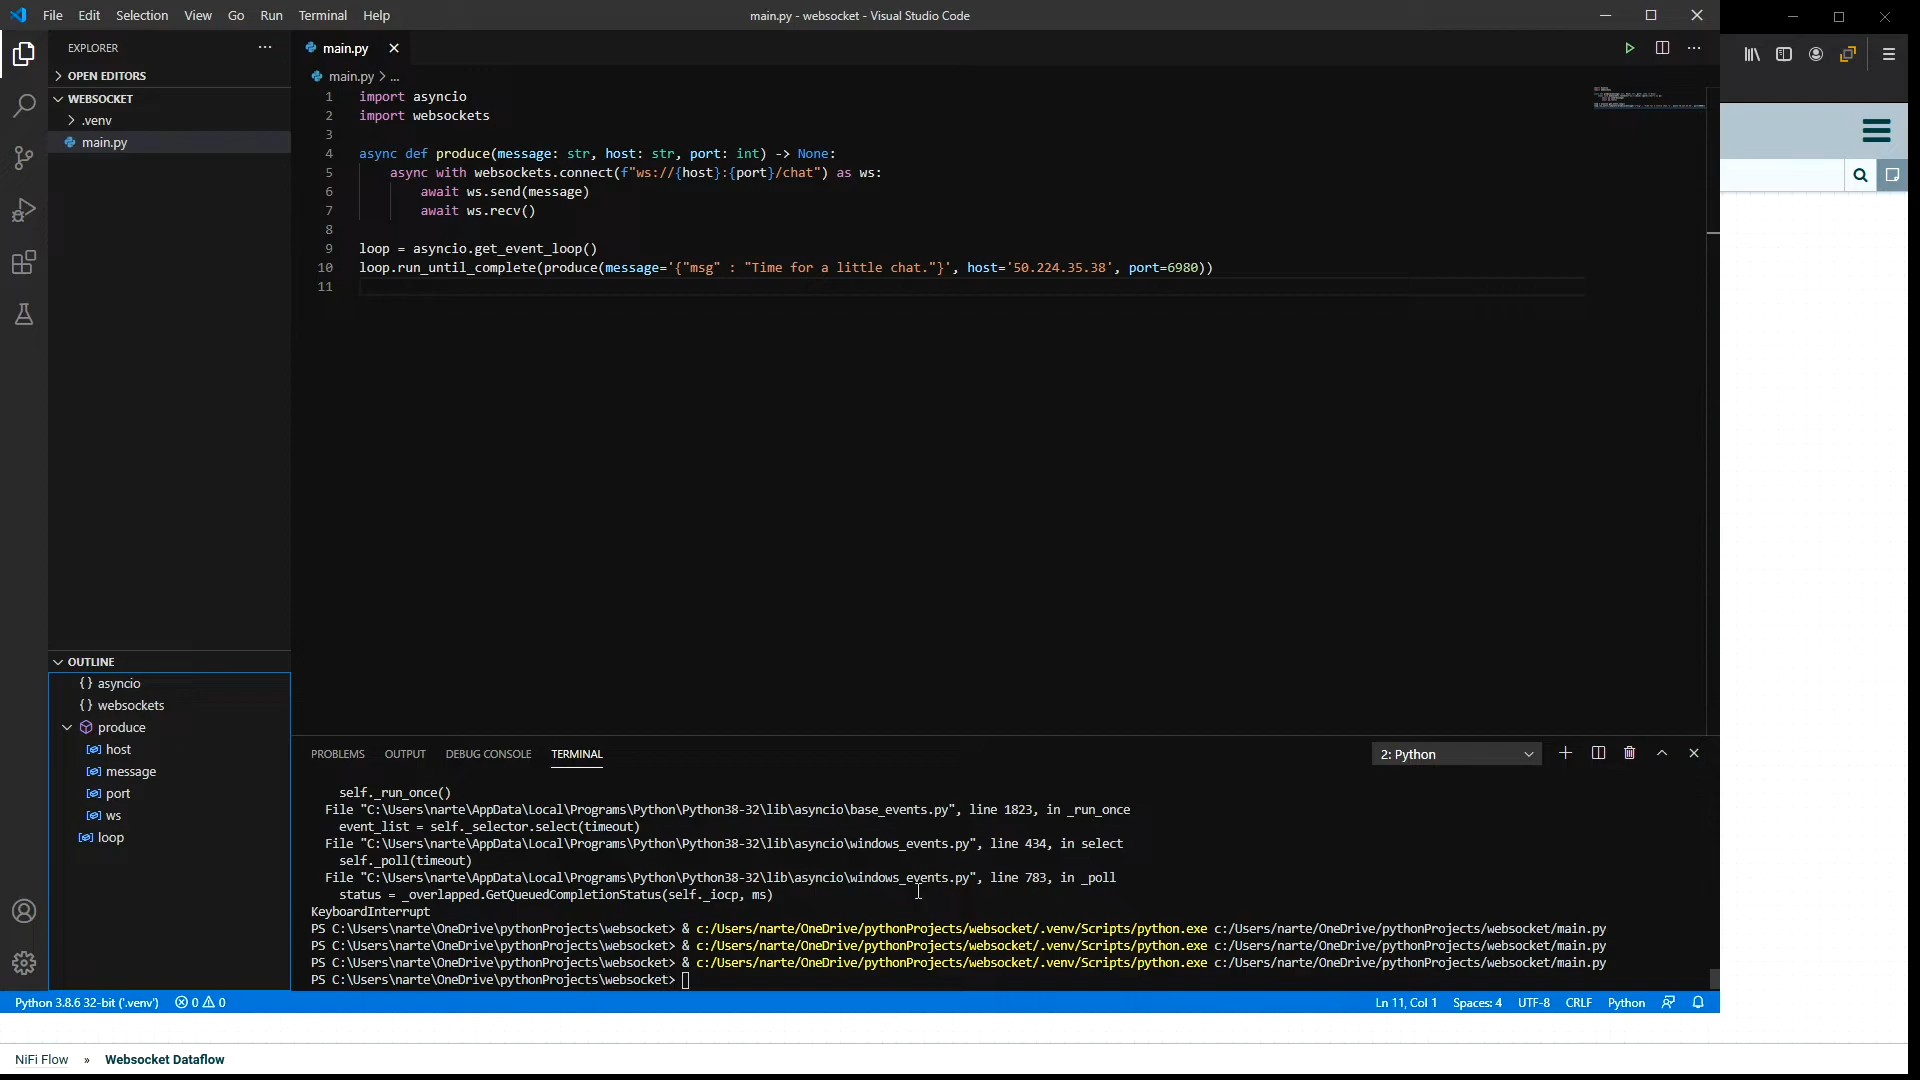 File Edit Selection View Go Run Terminal Help
main.py - websocket - Visual Studio Code
EXPLORER
OPEN EDITORS
WEBSOCKET
.venv
main.py
main.py
main.py > ...
1 import asyncio
2 import websockets
3
4 async def produce(message: str, host: str, port: int) -> None:
5     async with websockets.connect(f"ws://{host}:{port}/chat") as ws:
6         await ws.send(message)
7         await ws.recv()
8
9 loop = asyncio.get_event_loop()
10 loop.run_until_complete(produce(message='{"msg" : "Time for a little chat."}', host='50.224.35.38', port=6980))
11
OUTLINE
{} asyncio
{} websockets
produce
host
message
port
ws
loop
PROBLEMS OUTPUT DEBUG CONSOLE TERMINAL
2: Python
    self._run_once()
  File "C:\Users\narte\AppData\Local\Programs\Python\Python38-32\lib\asyncio\base_events.py", line 1823, in _run_once
    event_list = self._selector.select(timeout)
  File "C:\Users\narte\AppData\Local\Programs\Python\Python38-32\lib\asyncio\windows_events.py", line 434, in select
    self._poll(timeout)
  File "C:\Users\narte\AppData\Local\Programs\Python\Python38-32\lib\asyncio\windows_events.py", line 783, in _poll
    status = _overlapped.GetQueuedCompletionStatus(self._iocp, ms)
KeyboardInterrupt
PS C:\Users\narte\OneDrive\pythonProjects\websocket> & c:/Users/narte/OneDrive/pythonProjects/websocket/.venv/Scripts/python.exe c:/Users/narte/OneDrive/pythonProjects/websocket/main.py
PS C:\Users\narte\OneDrive\pythonProjects\websocket> & c:/Users/narte/OneDrive/pythonProjects/websocket/.venv/Scripts/python.exe c:/Users/narte/OneDrive/pythonProjects/websocket/main.py
PS C:\Users\narte\OneDrive\pythonProjects\websocket> & c:/Users/narte/OneDrive/pythonProjects/websocket/.venv/Scripts/python.exe c:/Users/narte/OneDrive/pythonProjects/websocket/main.py
PS C:\Users\narte\OneDrive\pythonProjects\websocket>
Python 3.8.6 32-bit ('.venv') 0 0 Ln 11, Col 1 Spaces: 4 UTF-8 CRLF Python
NiFi Flow » Websocket Dataflow